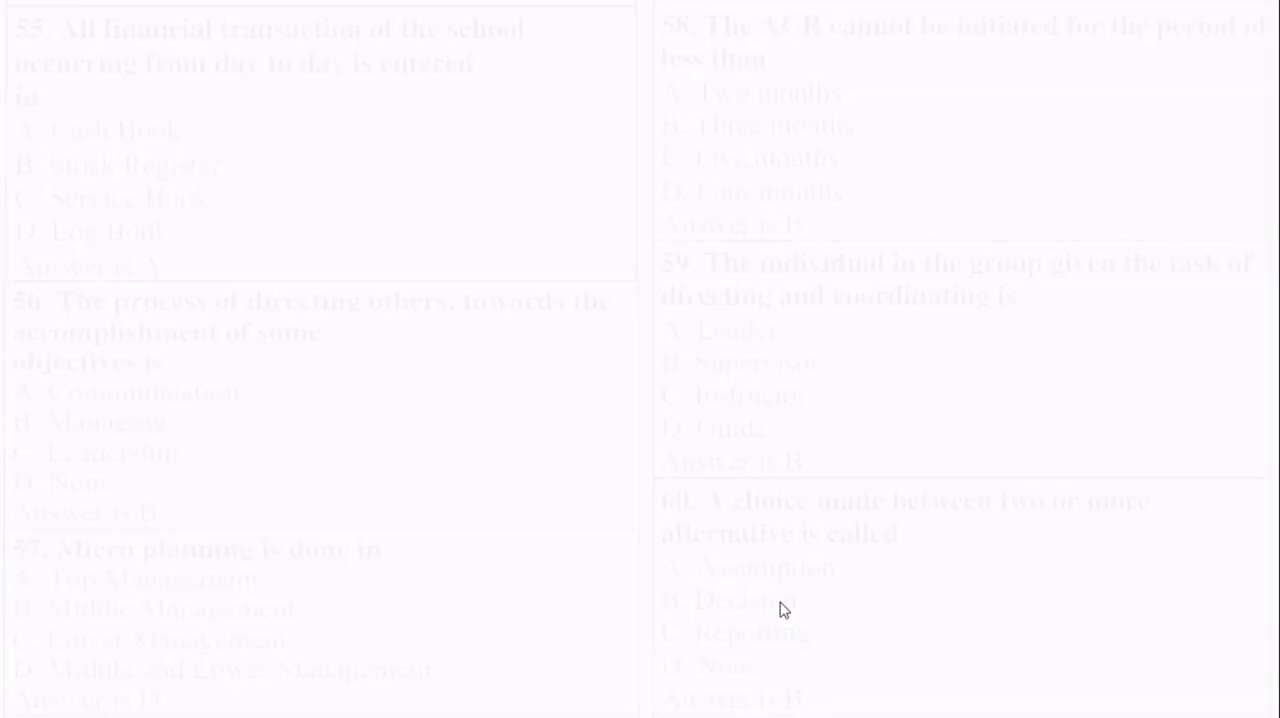 55. All financial transaction of the school
occurring from day to day is entered
in
A. Cash Book
B. Stock Register
C. Service Book
D. Log Book
Answer is A
56. The process of directing others, towards the
accomplishment of some
objectives is
A. Communication
B. Managing
C. Leadership
D. None
Answer is B
57. Micro planning is done in
A. Top Management
B. Middle Management
C. Lower Management
D. Middle and Lower Management
Answer is D
58. The ACR cannot be initiated for the period of
less than
A. Two months
B. Three months
C. Five months
D. Four months
Answer is B
59. The individual in the group given the task of
directing and coordinating is
A. Leader
B. Supervisor
C. Instructor
D. Guide
Answer is B
60. A choice made between two or more
alternative is called
A. Assumption
B. Decision
C. Reporting
D. None
Answer is B